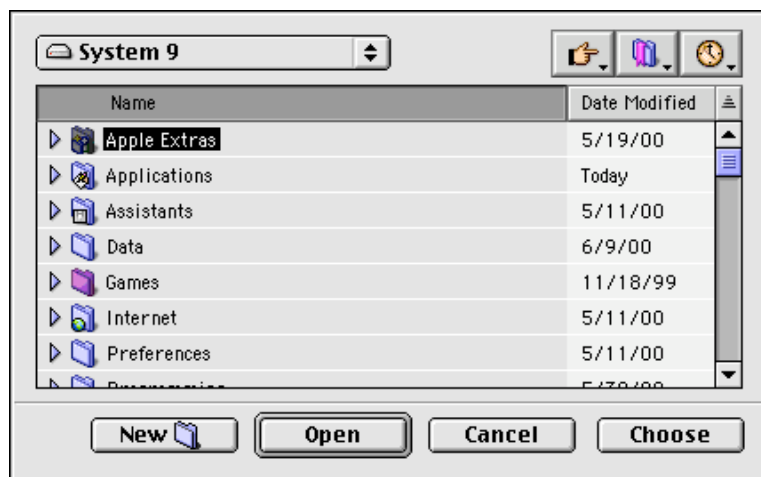 System 9
Name Date Modified
Apple Extras 5/19/00
Applications Today
Assistants 5/11/00
Data 6/9/00
Games 11/18/99
Internet 5/11/00
Preferences 5/11/00
New Open Cancel Choose